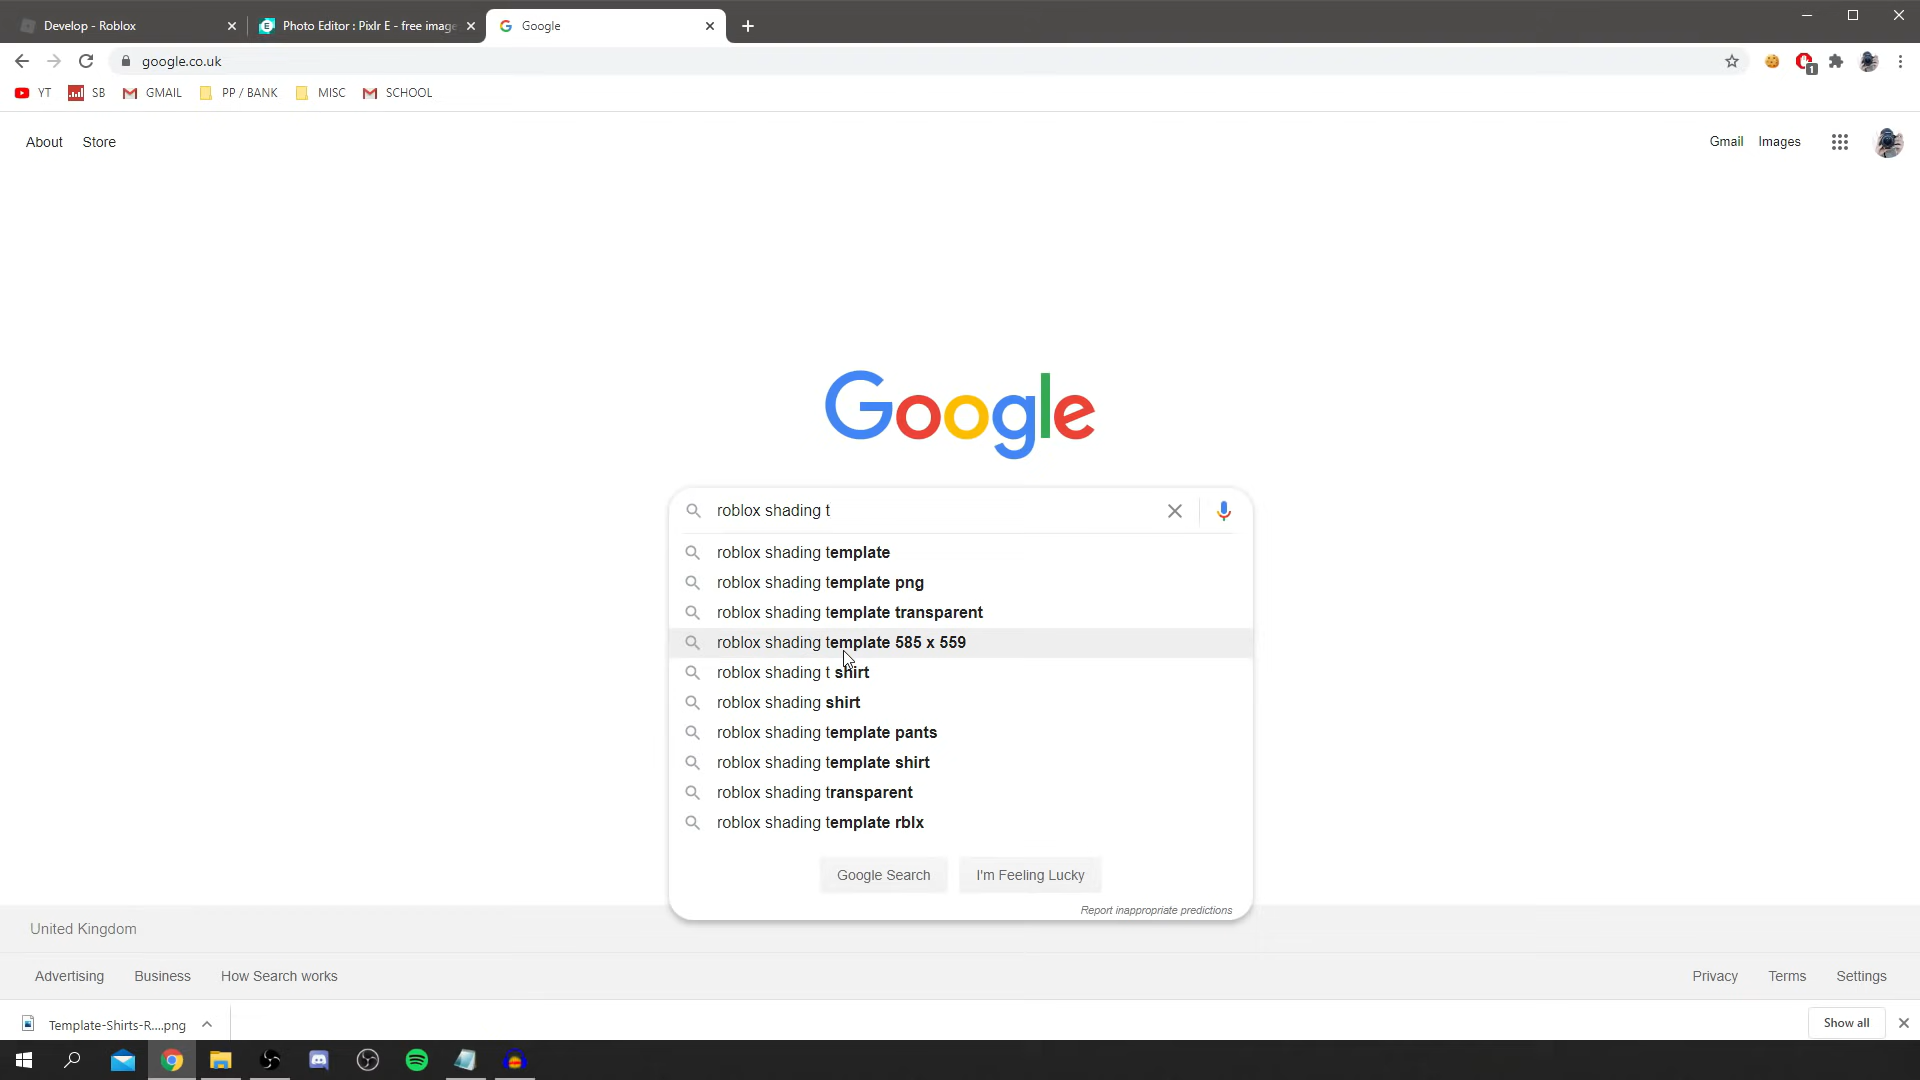 Develop - Roblox
Photo Editor : Pixlr E - free image
Google
google.co.uk
1
YT
SB
GMAIL
PP / BANK
MISC
SCHOOL
About
Store
Gmail
Images
Google
roblox shading t
roblox shading template
roblox shading template png
roblox shading template transparent
roblox shading template 585 x 559
roblox shading t shirt
roblox shading shirt
roblox shading template pants
roblox shading template shirt
roblox shading transparent
roblox shading template rblx
Google Search
I'm Feeling Lucky
Report inappropriate predictions
United Kingdom
Advertising
Business
How Search works
Privacy
Terms
Settings
Template-Shirts-R....png
Show all